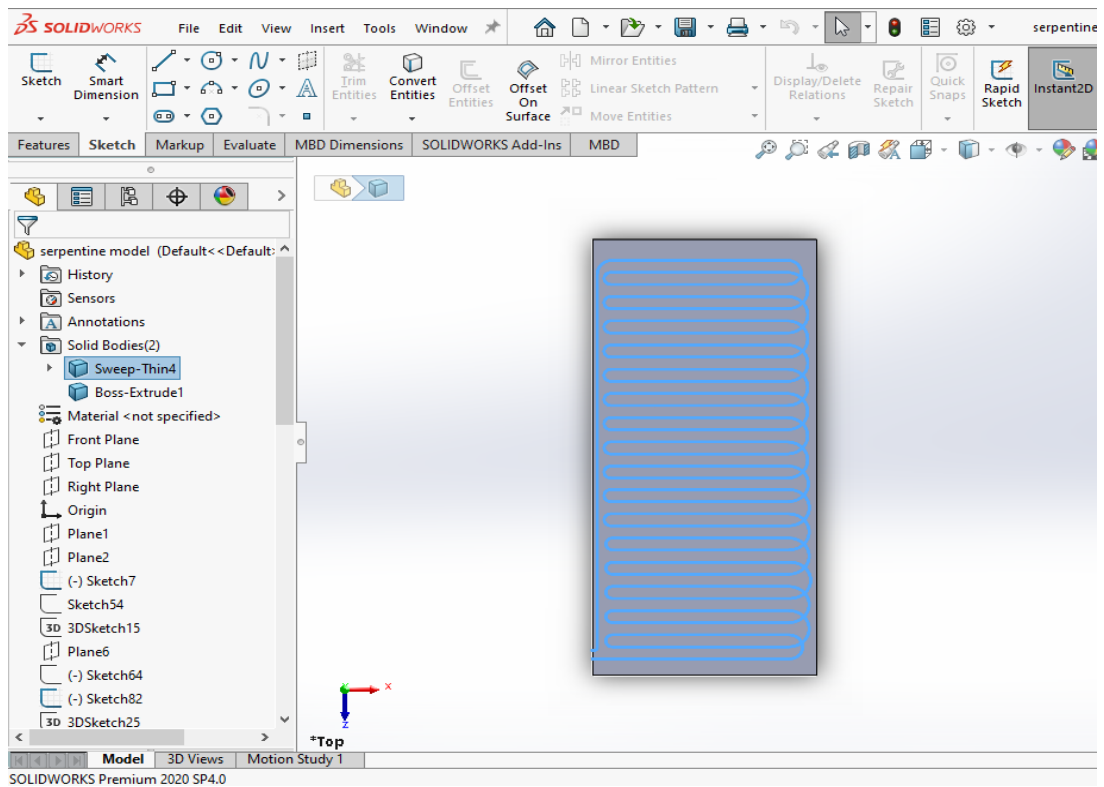 SOLIDWORKS File Edit View Insert Tools Window serpentine
Sketch Smart Dimension Trim Entities Convert Entities Offset Entities Offset On Surface Mirror Entities Linear Sketch Pattern Move Entities Display/Delete Relations Repair Sketch Quick Snaps Rapid Sketch Instant2D
Features Sketch Markup Evaluate MBD Dimensions SOLIDWORKS Add-Ins MBD
serpentine model (Default<<Default:
History
Sensors
Annotations
Solid Bodies(2)
Sweep-Thin4
Boss-Extrude1
Material <not specified>
Front Plane
Top Plane
Right Plane
Origin
Plane1
Plane2
(-) Sketch7
Sketch54
3D 3DSketch15
Plane6
(-) Sketch64
(-) Sketch82
3D 3DSketch25
x
z
*Top
Model 3D Views Motion Study 1
SOLIDWORKS Premium 2020 SP4.0